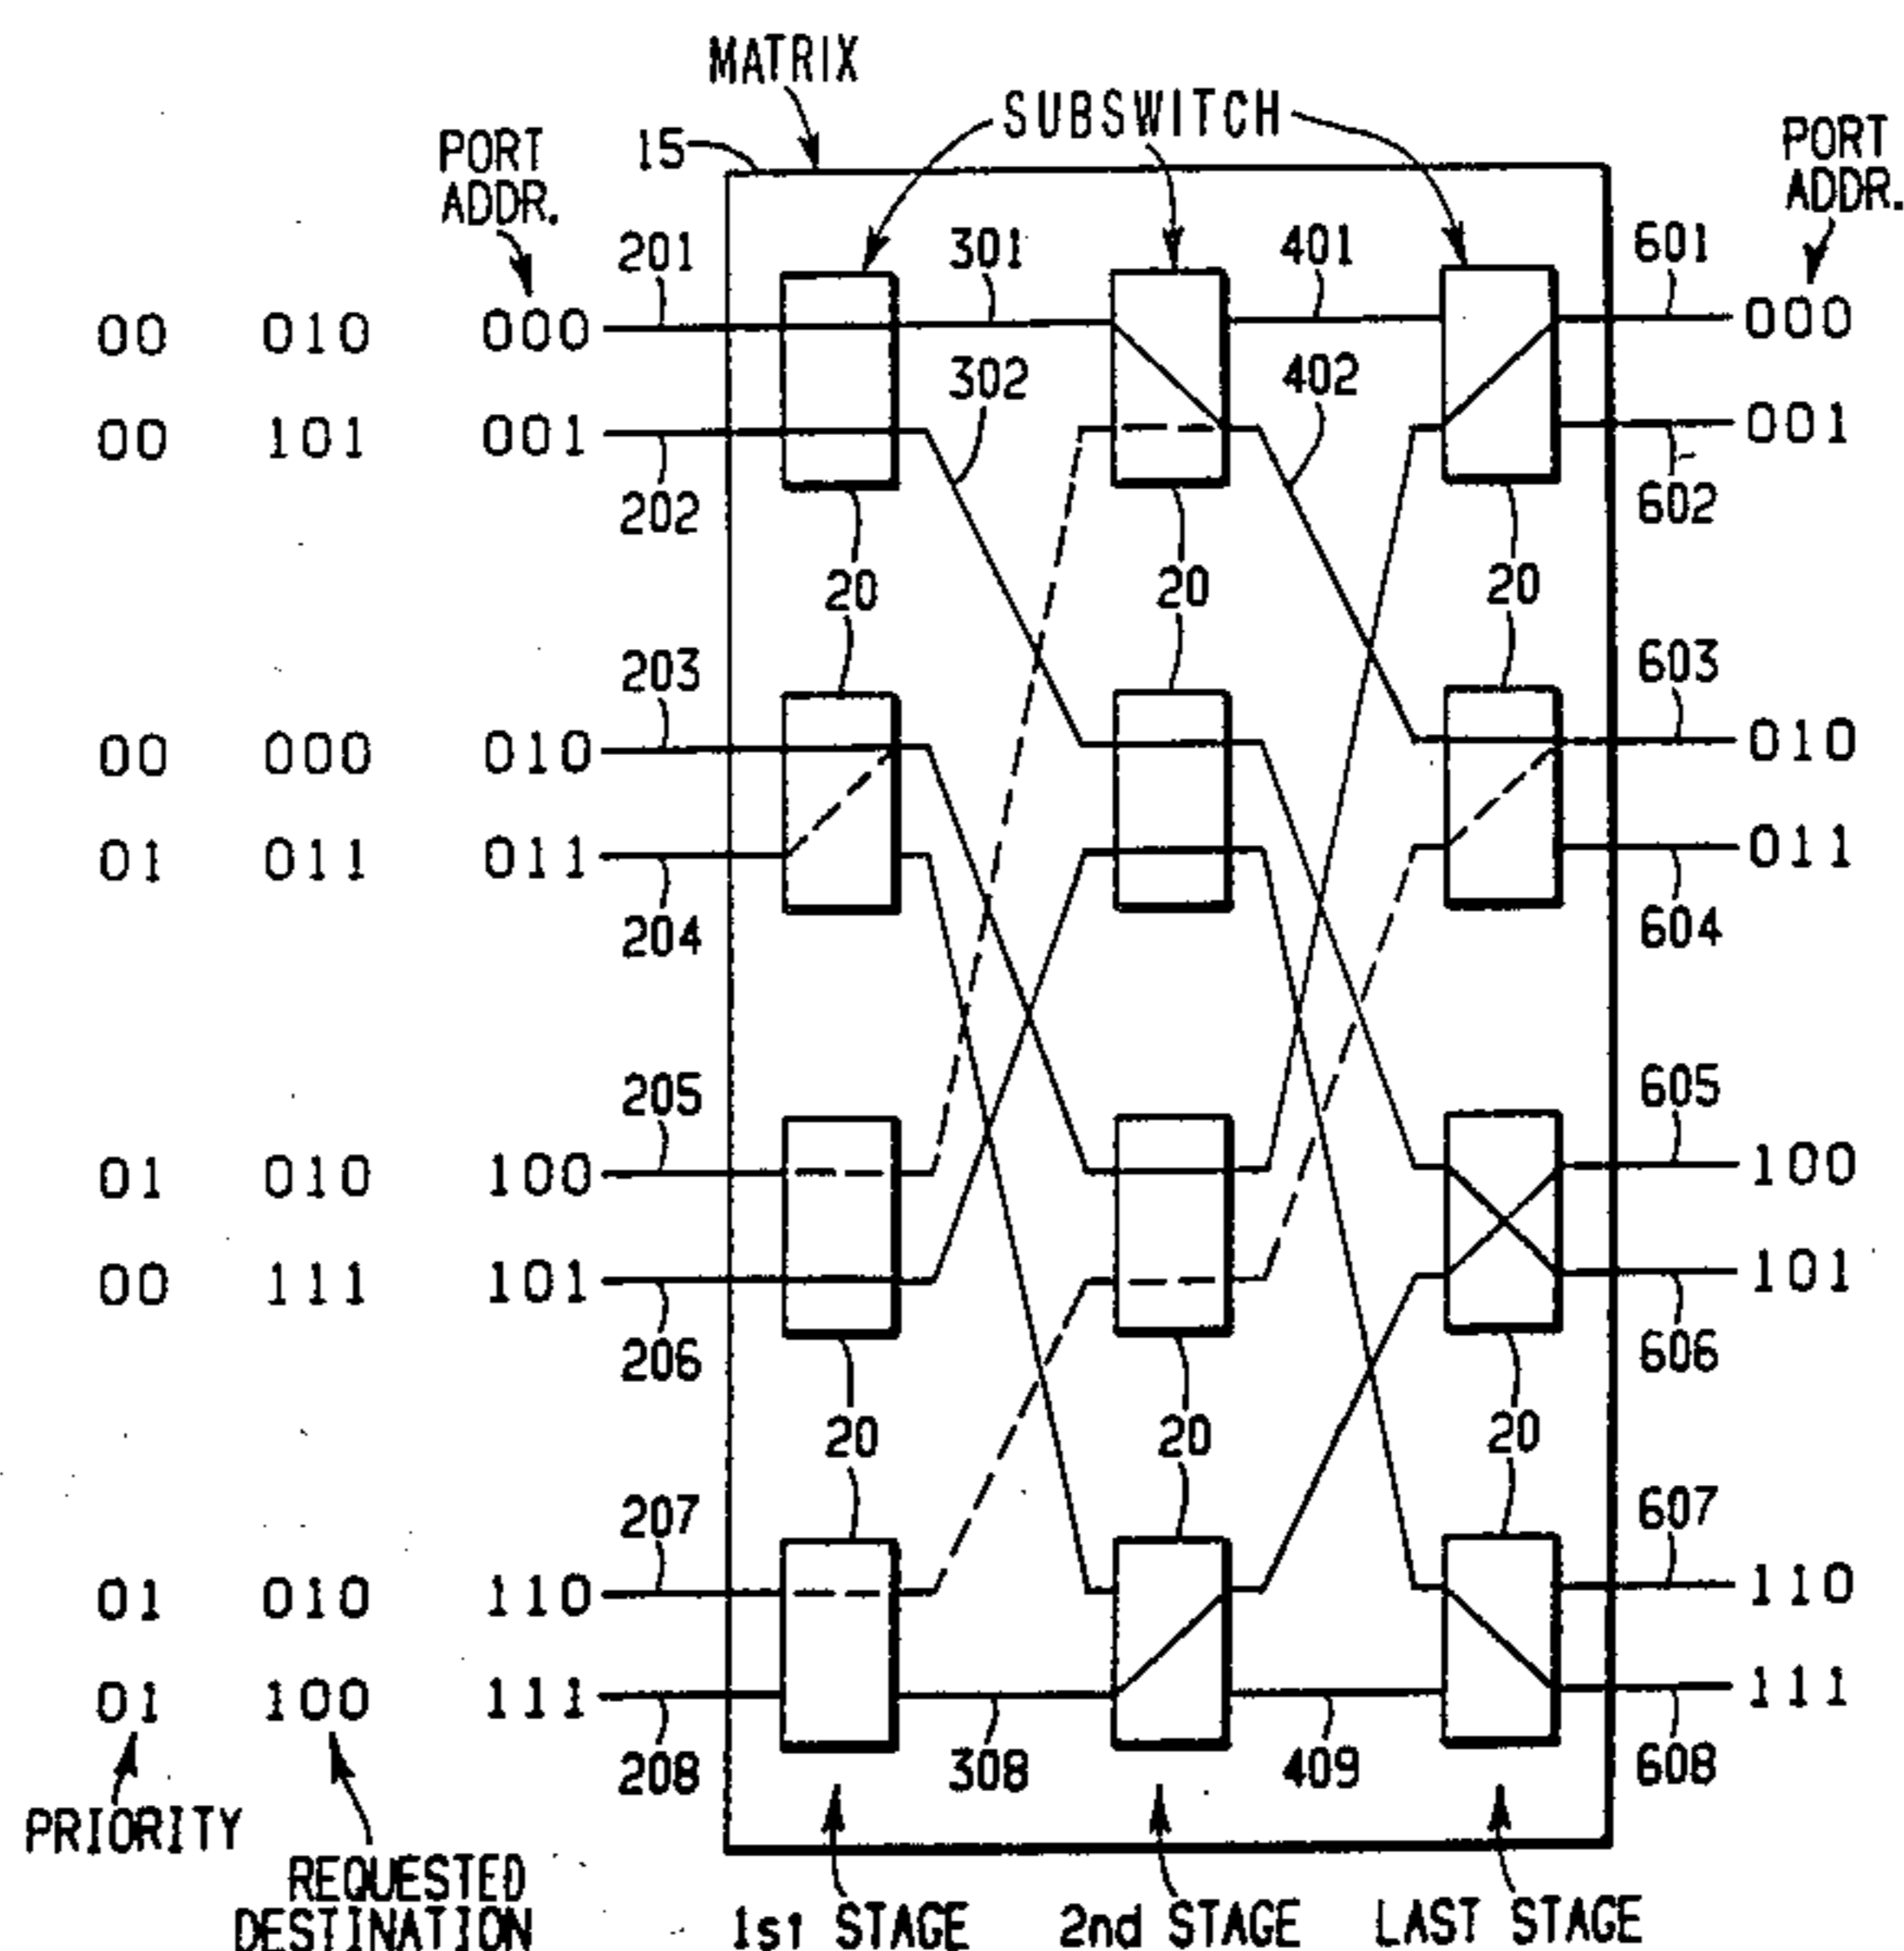 MATRIX
SUBSWITCH
PORT
ADDR.
15
PORT
ADDR.
201
301
401
601
00 010 000
000
302
402
00 101 001
001
202
602
20
20
20
203
603
00 000 010
010
01 011 011
011
204
604
205
605
01 010 100
100
00 111 101
101
206
606
20
20
20
207
607
01 010 110
110
01 100 111
111
208
308
409
608
PRIORITY
REQUESTED
DESTINATION
1st STAGE
2nd STAGE
LAST STAGE